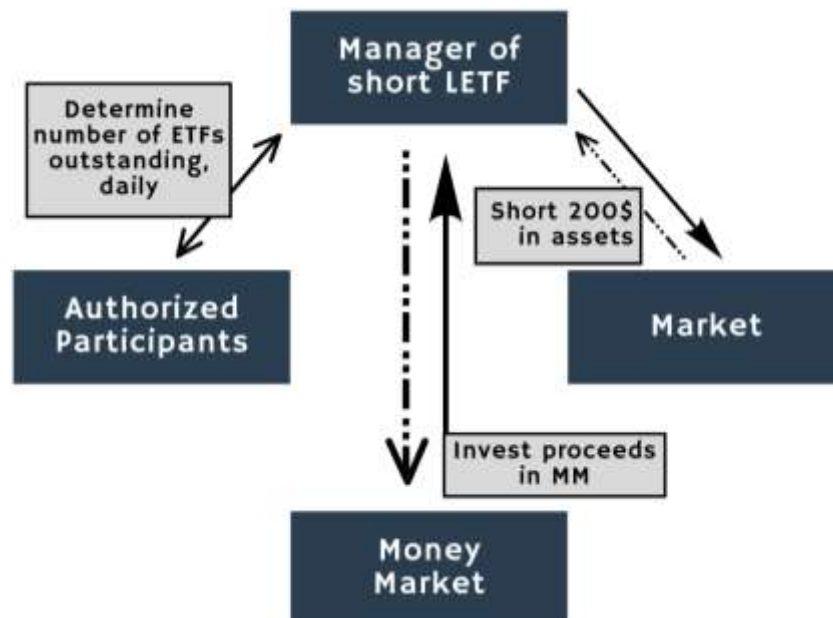 Manager of
short LETF
Determine
number of ETFs
outstanding,
daily
Short 200$
in assets
Authorized
Participants
Market
Invest proceeds
in MM
Money
Market